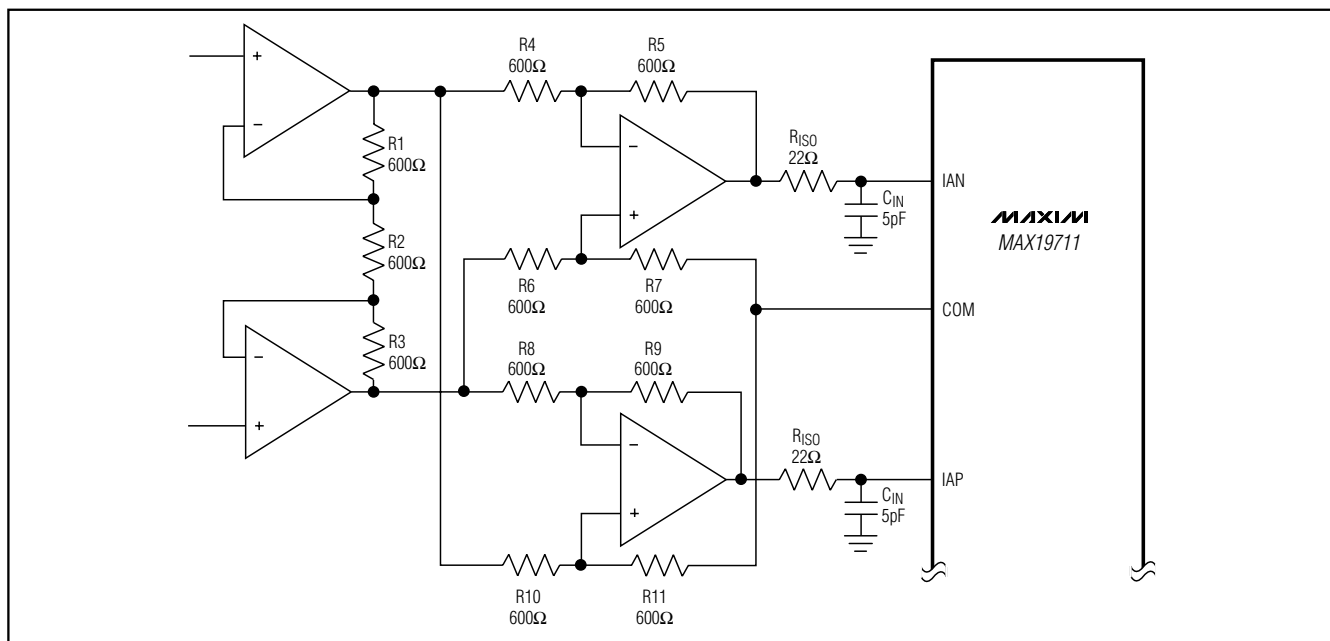 +
−
R1
600Ω
R2
600Ω
−
R3
600Ω
+
R4
600Ω
R5
600Ω
−
+
R6
600Ω
R7
600Ω
R8
600Ω
R9
600Ω
−
+
R10
600Ω
R11
600Ω
RISO
22Ω
CIN
5pF
RISO
22Ω
CIN
5pF
IAN
MAXIM
MAX19711
COM
IAP